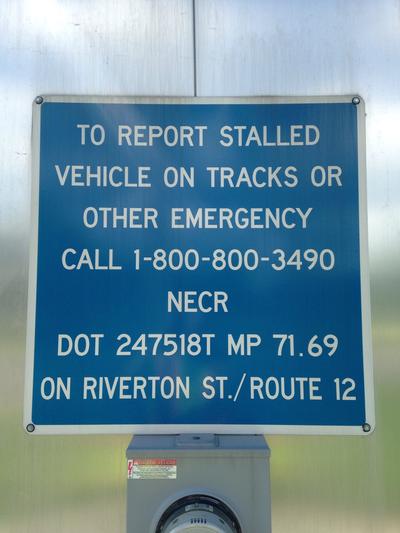 TO REPORT STALLED
VEHICLE ON TRACKS OR
OTHER EMERGENCY
CALL 1-800-800-3490
NECR
DOT 247518T MP 71.69
ON RIVERTON ST./ROUTE 12